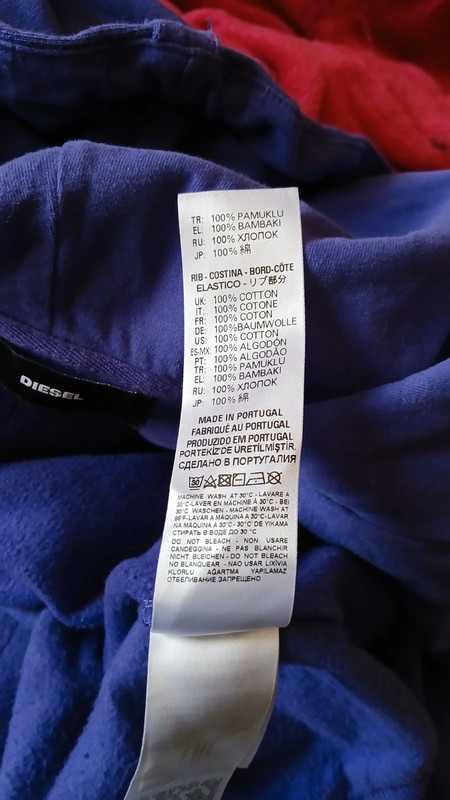 TR: 100% PAMUKLU
EL: 100% BAMBAKI
RU: 100% ХЛОПОК
JP: 100% 綿
RIB - COSTINA - BORD-CÔTE
ELASTICO - リブ部分
UK: 100% COTTON
IT: 100% COTONE
FR: 100% COTON
DE: 100%BAUMWOLLE
US: 100% COTTON
ES-MX: 100% ALGODÓN
PT: 100% ALGODÃO
TR: 100% PAMUKLU
EL: 100% BAMBAKI
RU: 100% ХЛОПОК
JP: 100% 綿
MADE IN PORTUGAL
FABRIQUÉ AU PORTUGAL
PRODUZIDO EM PORTUGAL
PORTEKİZ'DE ÜRETİLMİŞTİR.
СДЕЛАНО В ПОРТУГАЛИЯ
30
MACHINE WASH AT 30°C - LAVARE A
30°C - LAVER EN MACHINE À 30°C - BEI
30°C WASCHEN - MACHINE WASH AT
86°F-LAVAR A MÁQUINA A 30°C-LAVAR
NA MÁQUINA A 30°C- 30°C'DE YIKAMA
СТИРАТЬ В ВОДЕ ДО 30 °C
DO NOT BLEACH - NON USARE
CANDEGGINA - NE PAS BLANCHIR
NICHT BLEICHEN - DO NOT BLEACH
NO BLANQUEAR - NÃO USAR LIXÍVIA
KLORLU AĞARTMA YAPILAMAZ
ОТБЕЛИВАНИЕ ЗАПРЕЩЕНО
DIESEL